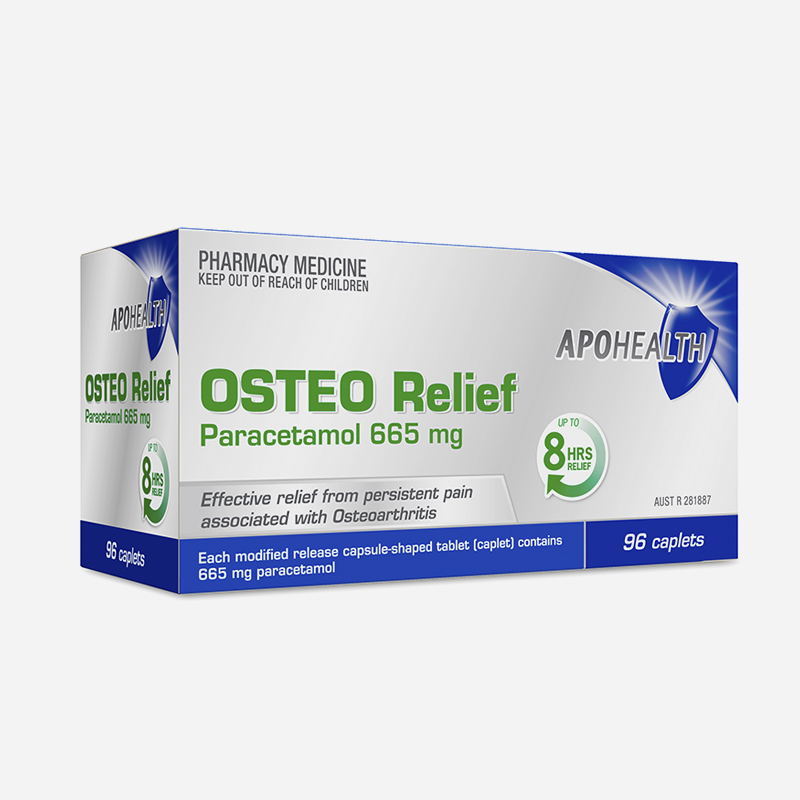 APOHEALTH
OSTEO Relief
Paracetamol 665 mg
UP TO
8 HRS
RELIEF
96 caplets
PHARMACY MEDICINE
KEEP OUT OF REACH OF CHILDREN
APOHEALTH
OSTEO Relief
Paracetamol 665 mg
UP TO
8 HRS
RELIEF
Effective relief from persistent pain
associated with Osteoarthritis
AUST R 281887
Each modified release capsule-shaped tablet (caplet) contains
665 mg paracetamol
96 caplets